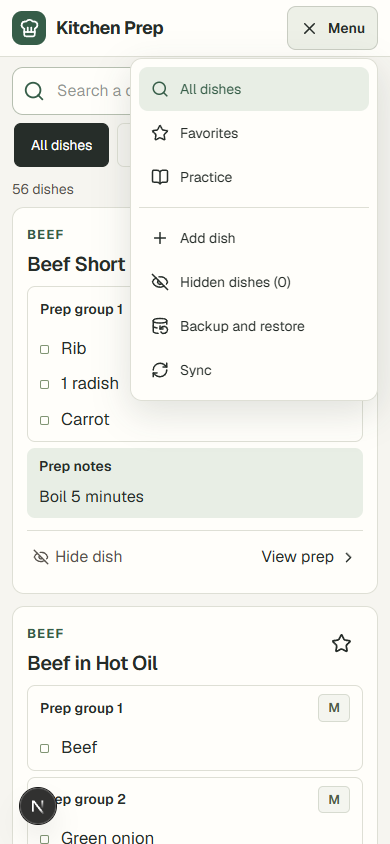 Kitchen Prep
Menu
Search a d
All dishes
Favorites
Practice
Add dish
Hidden dishes (0)
Backup and restore
Sync
All dishes
56 dishes
BEEF
Beef Short
Prep group 1
Rib
1 radish
Carrot
Prep notes
Boil 5 minutes
Hide dish
View prep
BEEF
Beef in Hot Oil
Prep group 1
M
Beef
N
ep group 2
M
Green onion